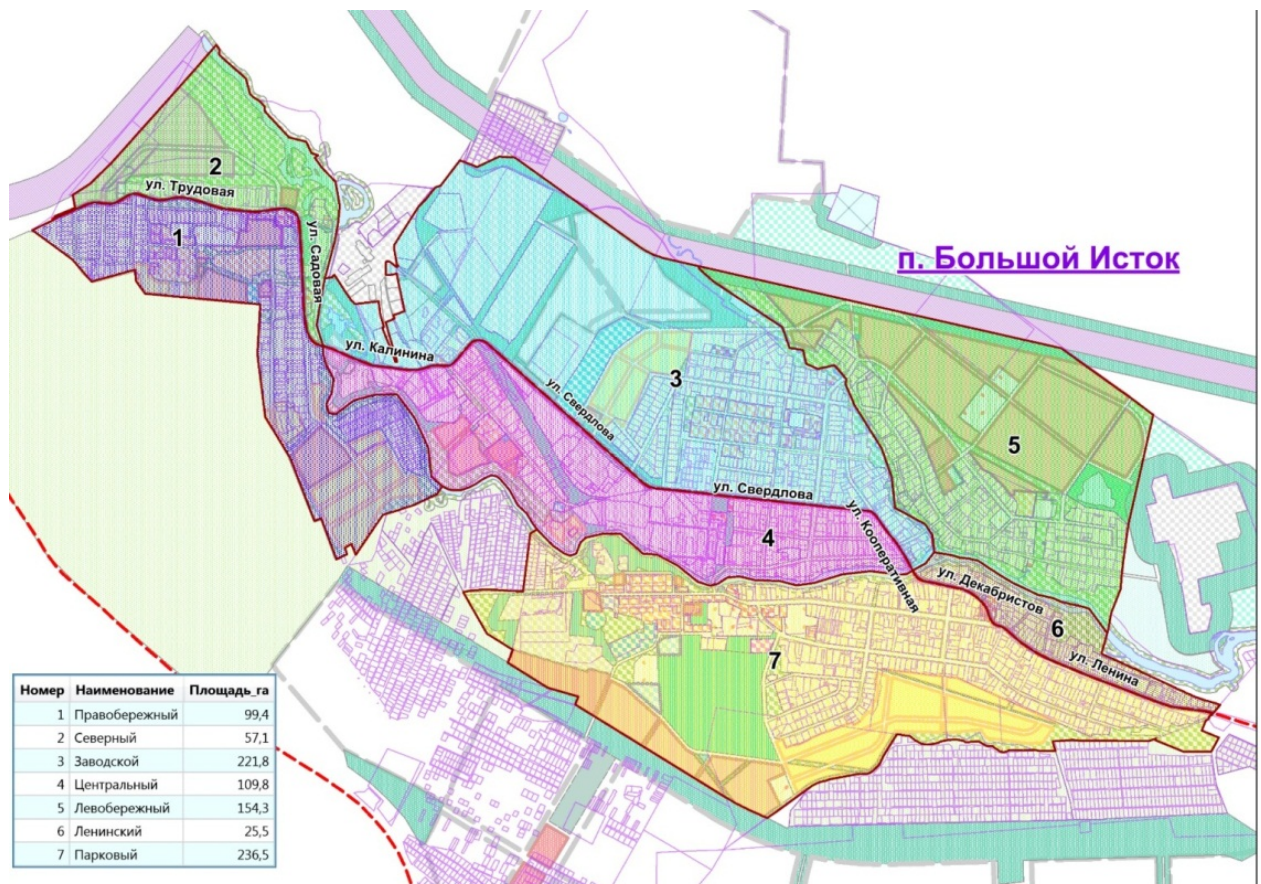 2
ул. Трудовая
1
ул. Садовая
п. Большой Исток
ул. Калинина
3
ул. Свердлова
5
ул. Свердлова
4
ул. Кооперативная
ул. Декабристов
6
7
ул. Ленина
Номер Наименование Площадь_га
1 Правобережный 99,4
2 Северный 57,1
3 Заводской 221,8
4 Центральный 109,8
5 Левобережный 154,3
6 Ленинский 25,5
7 Парковый 236,5